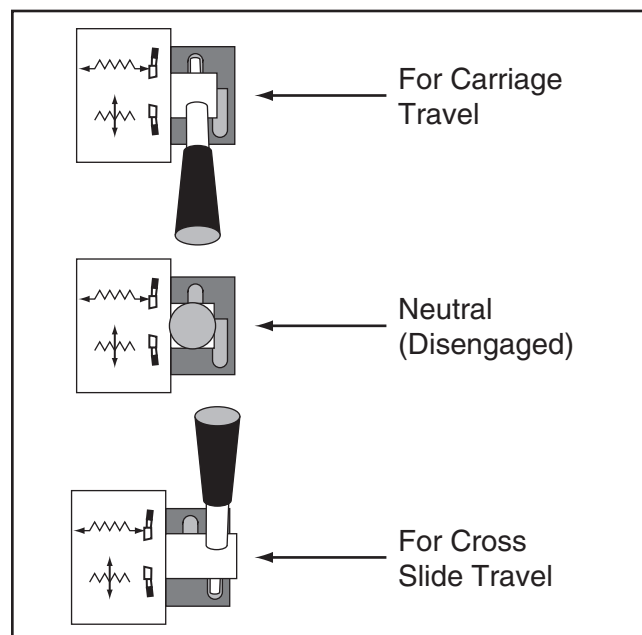 For Carriage
Travel
Neutral
(Disengaged)
For Cross
Slide Travel